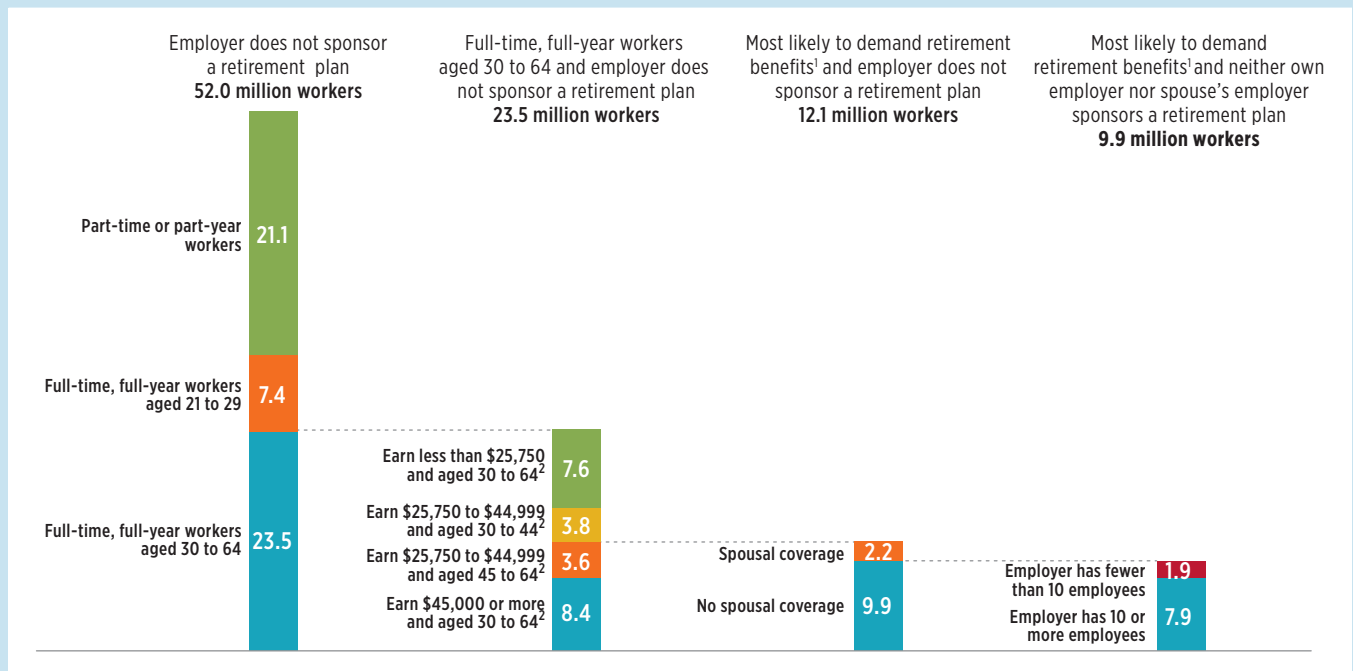 Employer does not sponsor
a retirement plan
52.0 million workers
Full-time, full-year workers
aged 30 to 64 and employer does
not sponsor a retirement plan
23.5 million workers
Most likely to demand retirement
benefits¹ and employer does not
sponsor a retirement plan
12.1 million workers
Most likely to demand
retirement benefits¹ and neither own
employer nor spouse's employer
sponsors a retirement plan
9.9 million workers
Part-time or part-year
workers
21.1
Full-time, full-year workers
aged 21 to 29
7.4
Full-time, full-year workers
aged 30 to 64
23.5
Earn less than $25,750
and aged 30 to 64²
7.6
Earn $25,750 to $44,999
and aged 30 to 44²
3.8
Earn $25,750 to $44,999
and aged 45 to 64²
3.6
Earn $45,000 or more
and aged 30 to 64²
8.4
Spousal coverage
2.2
No spousal coverage
9.9
Employer has fewer
than 10 employees
1.9
Employer has 10 or
more employees
7.9